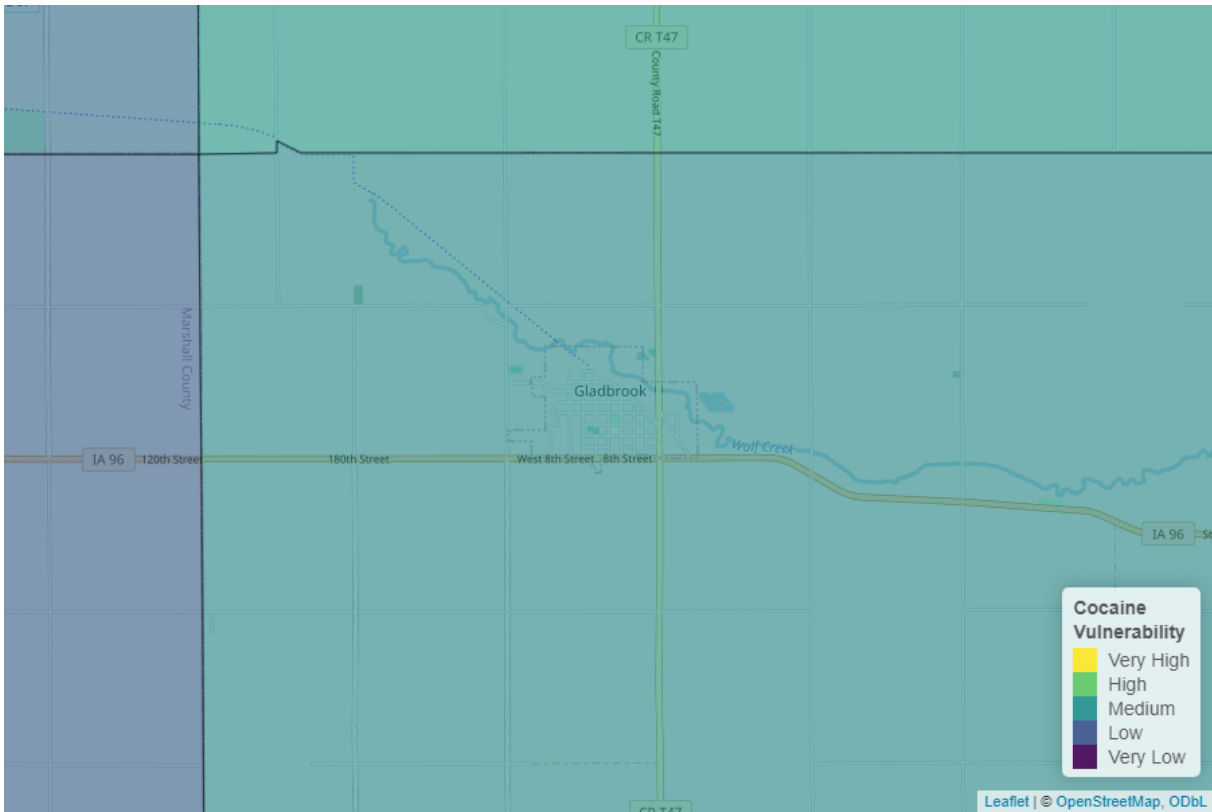 CR T47
County Road T47
Marshall County
Gladbrook
Wolf Creek
IA 96
120th Street
180th Street
West 8th Street
8th Street
IA 96
St
Cocaine
Vulnerability
Very High
High
Medium
Low
Very Low
CR T47
Leaflet | © OpenStreetMap, ODbL